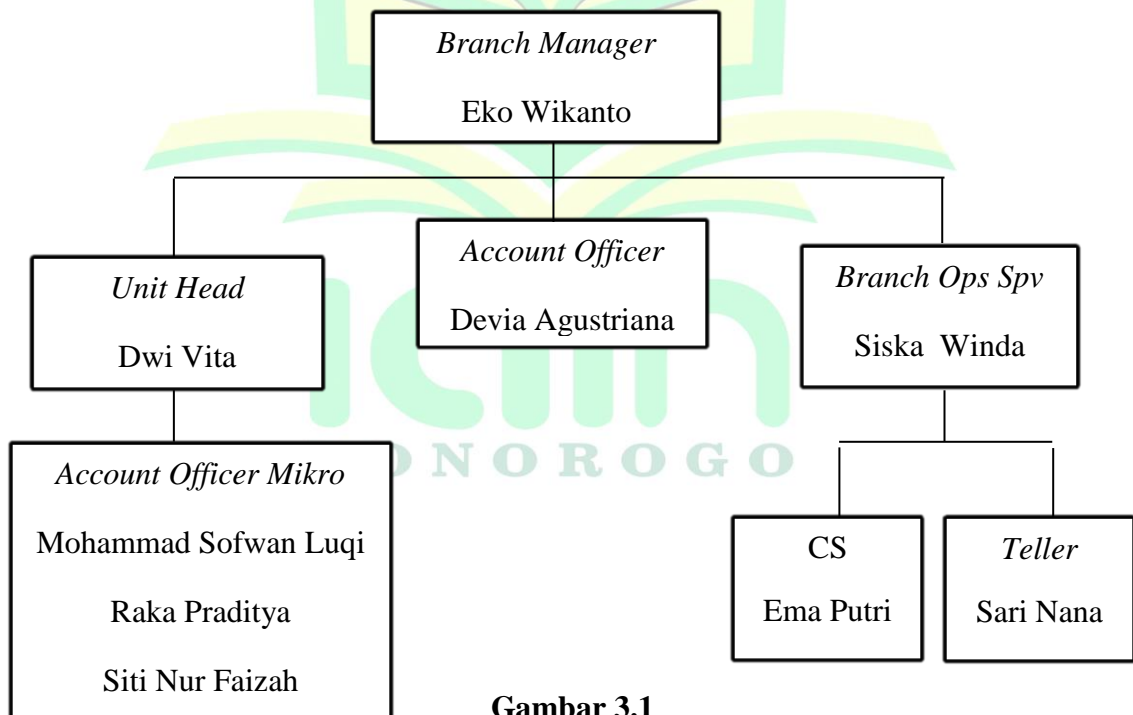 Branch Manager
Eko Wikanto
Unit Head
Dwi Vita
Account Officer
Devia Agustriana
Branch Ops Spv
Siska Winda
Account Officer Mikro
Mohammad Sofwan Luqi
Raka Praditya
Siti Nur Faizah
CS
Ema Putri
Teller
Sari Nana
ONOROGO
Gambar 3.1